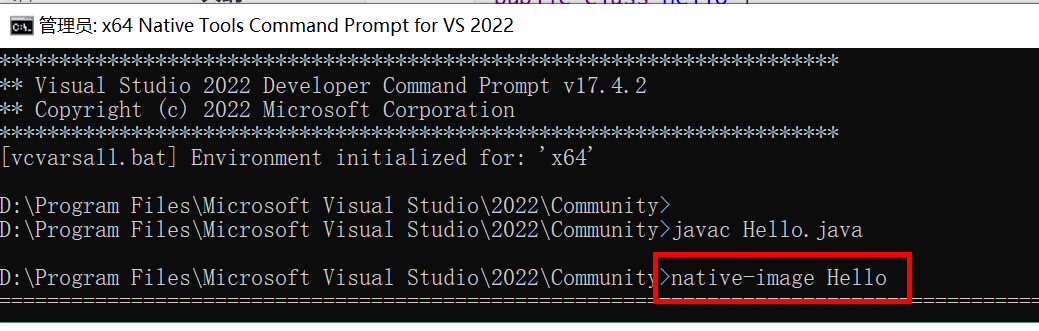 public class Hello {
管理员: x64 Native Tools Command Prompt for VS 2022
**********************************************************************
** Visual Studio 2022 Developer Command Prompt v17.4.2
** Copyright (c) 2022 Microsoft Corporation
**********************************************************************
[vcvarsall.bat] Environment initialized for: 'x64'
D:\Program Files\Microsoft Visual Studio\2022\Community>
D:\Program Files\Microsoft Visual Studio\2022\Community>javac Hello.java
D:\Program Files\Microsoft Visual Studio\2022\Community>native-image Hello